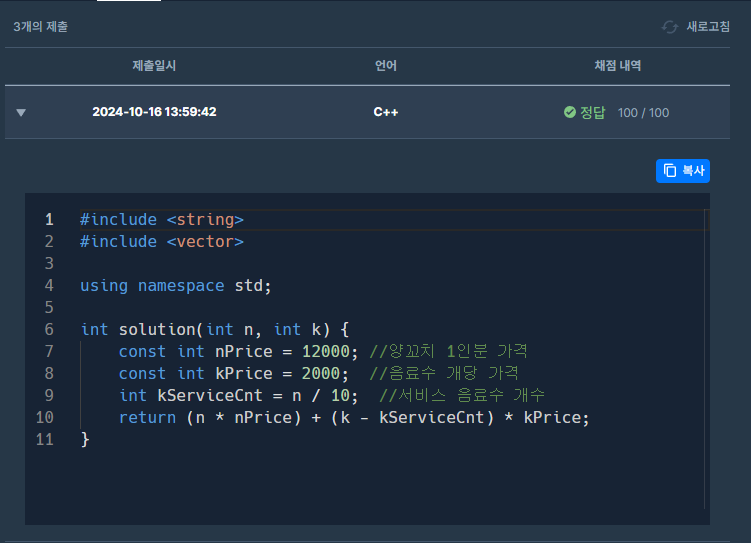 3개의 제출 새로고침
제출일시 언어 채점 내역
▼ 2024-10-16 13:59:42 C++ 정답 100 / 100
복사
1 #include <string>
2 #include <vector>
3
4 using namespace std;
5
6 int solution(int n, int k) {
7     const int nPrice = 12000; //양꼬치 1인분 가격
8     const int kPrice = 2000;  //음료수 개당 가격
9     int kServiceCnt = n / 10;  //서비스 음료수 개수
10     return (n * nPrice) + (k - kServiceCnt) * kPrice;
11 }